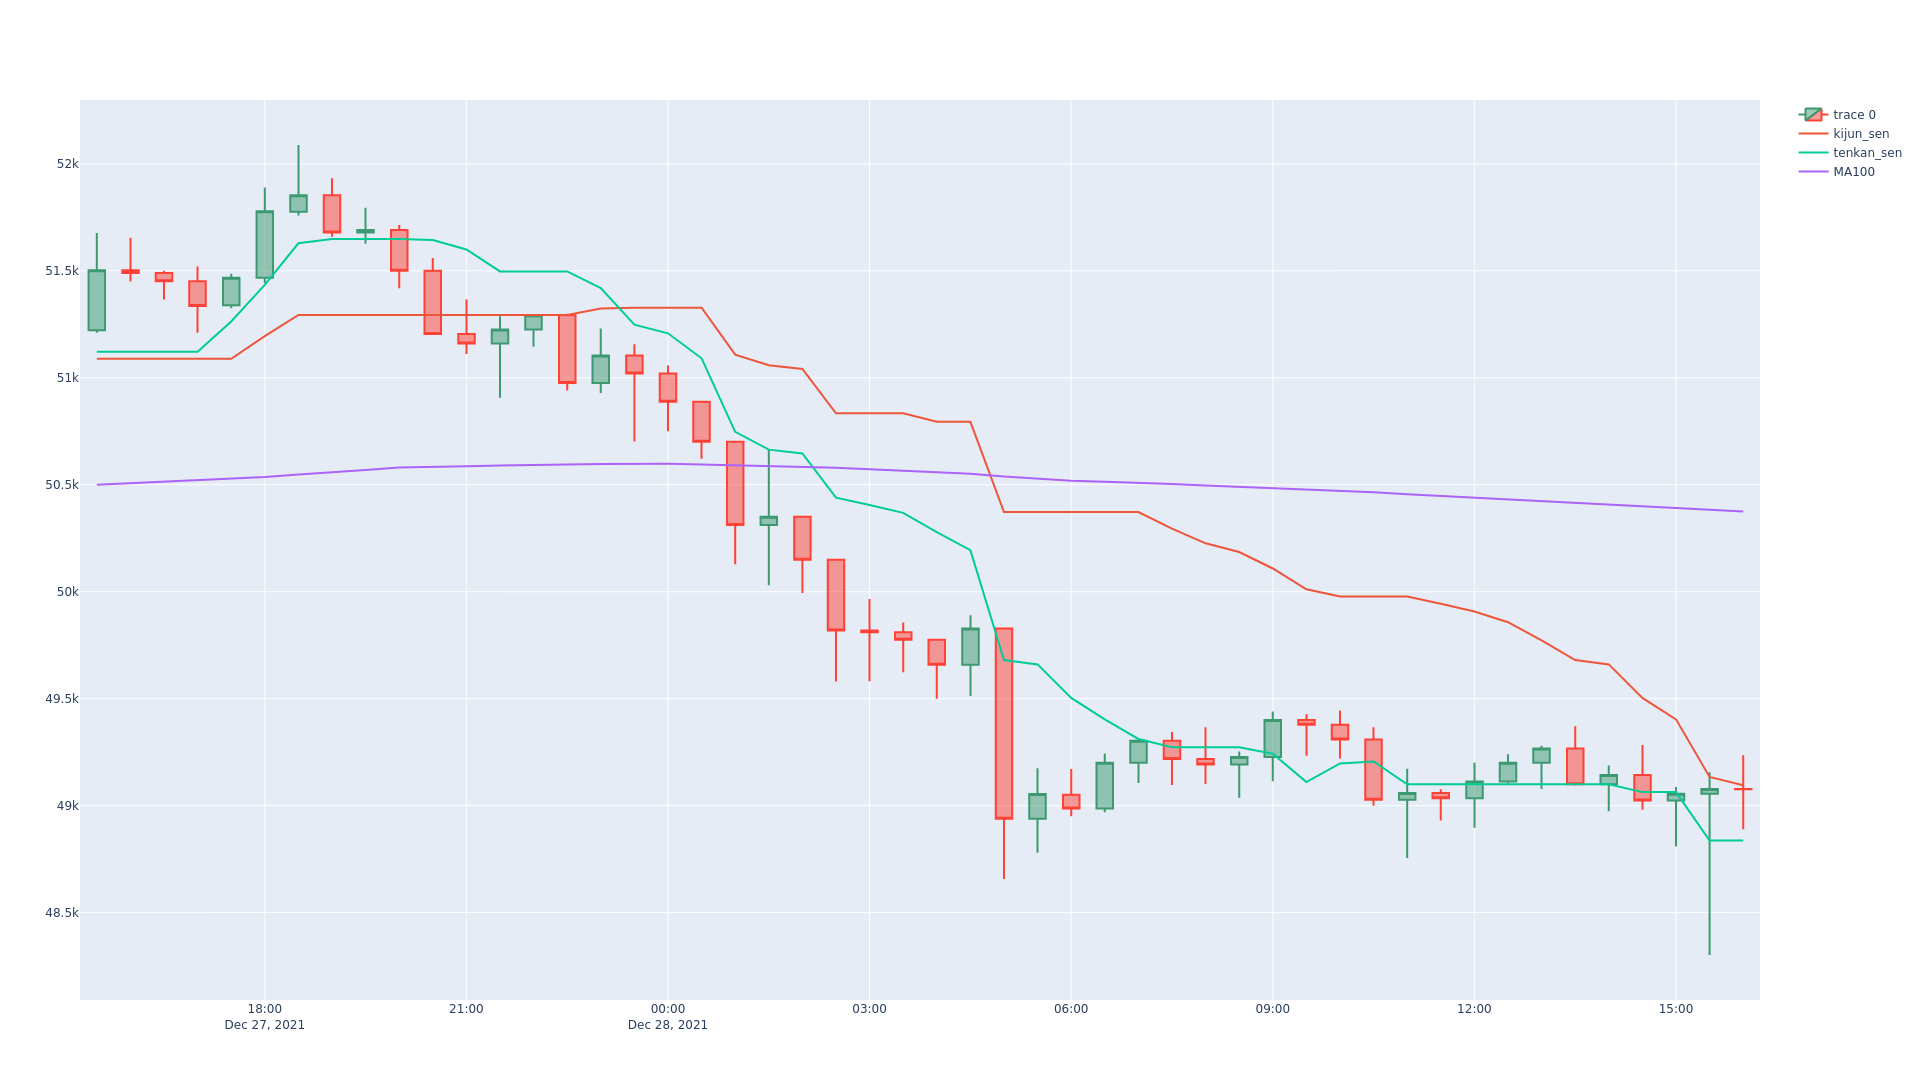 52k
51.5k
51k
50.5k
50k
49.5k
49k
48.5k
18:00
Dec 27, 2021
21:00
00:00
Dec 28, 2021
03:00
06:00
09:00
12:00
15:00
trace 0
kijun_sen
tenkan_sen
MA100